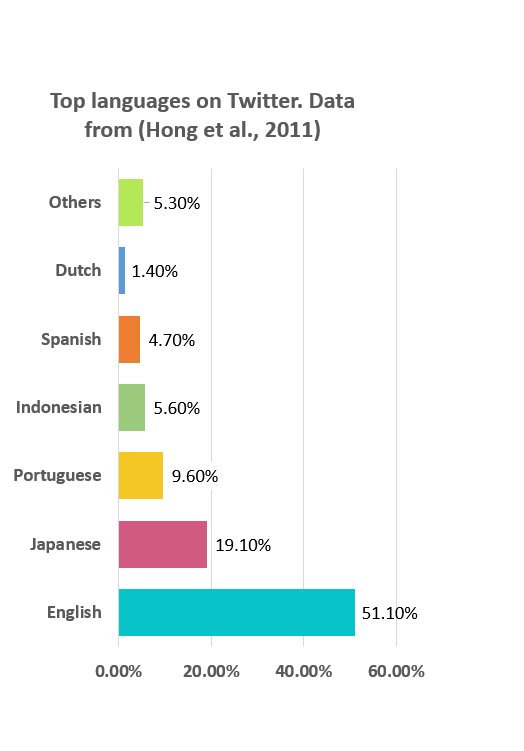 Top languages on Twitter. Data
from (Hong et al., 2011)
Others 5.30%
Dutch 1.40%
Spanish 4.70%
Indonesian 5.60%
Portuguese 9.60%
Japanese 19.10%
English 51.10%
0.00% 20.00% 40.00% 60.00%